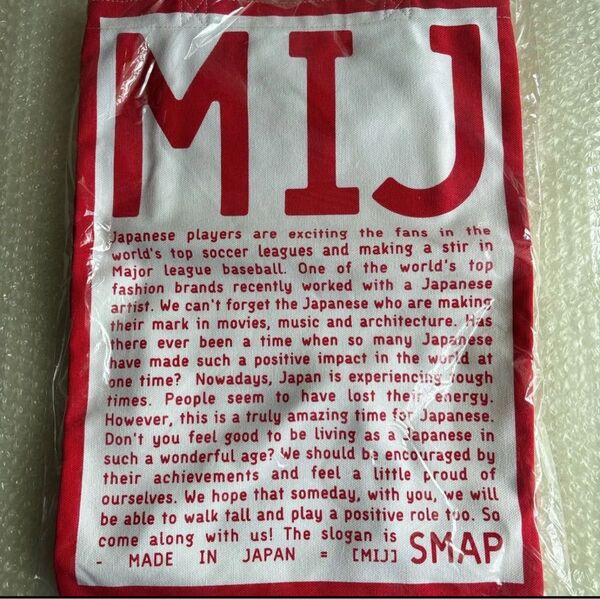 MIJ
Japanese players are exciting the fans in the
world's top soccer leagues and making a stir in
Major league baseball. One of the world's top
fashion brands recently worked with a Japanese
artist. We can't forget the Japanese who are making
their mark in movies, music and architecture. Has
there ever been a time when so many Japanese
have made such a positive impact in the world at
one time? Nowadays, Japan is experiencing tough
times. People seem to have lost their energy.
However, this is a truly amazing time for Japanese.
Don't you feel good to be living as a Japanese in
such a wonderful age? We should be encouraged by
their achievements and feel a little proud of
ourselves. We hope that someday, with you, we will
be able to walk tall and play a positive role too. So
come along with us! The slogan is
- MADE IN JAPAN = [MIJ] SMAP